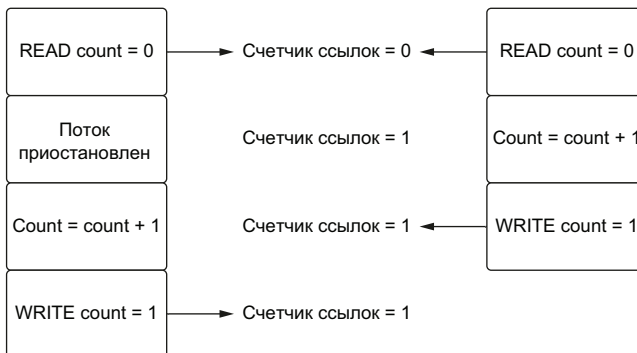 READ count = 0 Счетчик ссылок = 0 READ count = 0
Поток
приостановлен
Счетчик ссылок = 1 Count = count + 1
Count = count + 1 Счетчик ссылок = 1 WRITE count = 1
WRITE count = 1 Счетчик ссылок = 1